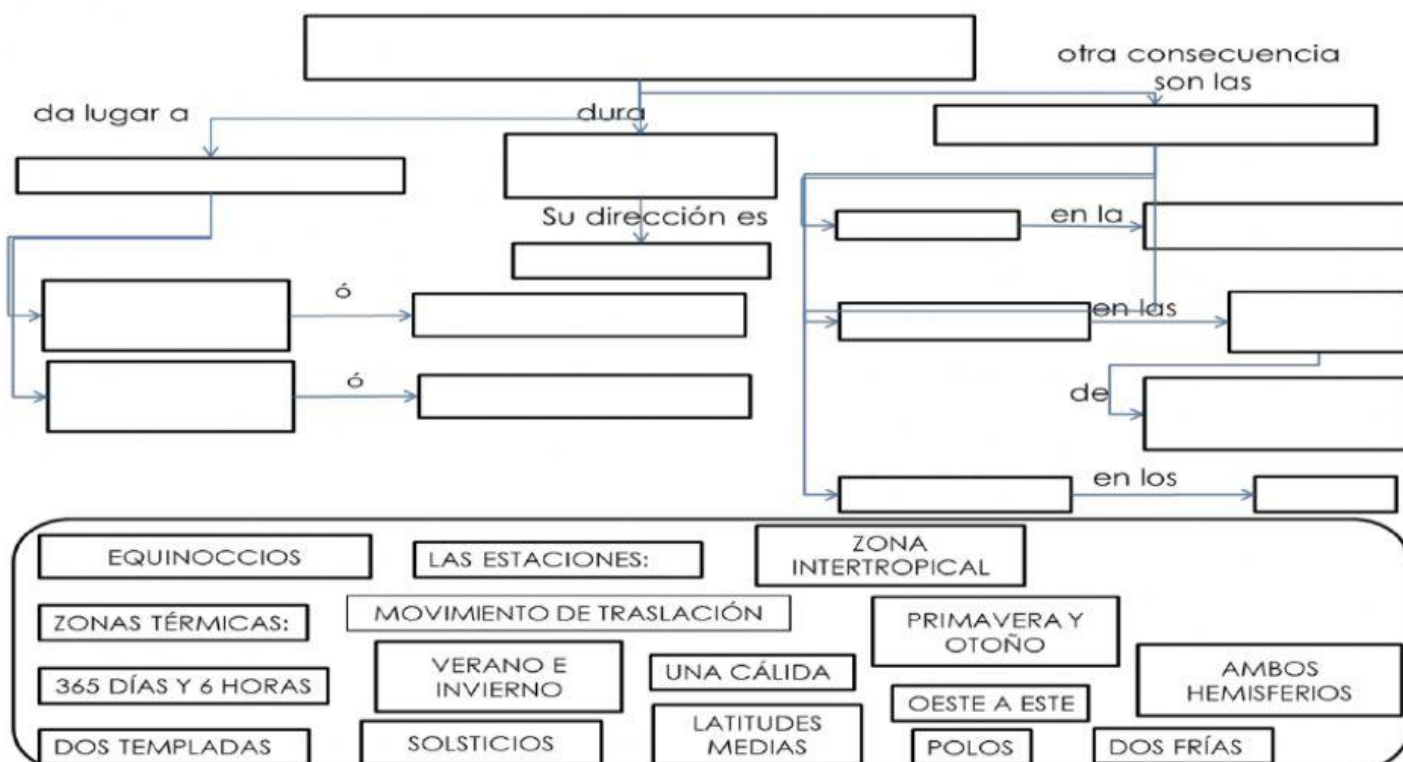 otra consecuencia
son las
da lugar a
dura
Su dirección es
en la
ó
en las
ó
de
en los
EQUINOCCIOS
LAS ESTACIONES:
ZONA
INTERTROPICAL
ZONAS TÉRMICAS:
MOVIMIENTO DE TRASLACIÓN
PRIMAVERA Y
OTOÑO
365 DÍAS Y 6 HORAS
VERANO E
INVIERNO
UNA CÁLIDA
AMBOS
HEMISFERIOS
OESTE A ESTE
DOS TEMPLADAS
SOLSTICIOS
LATITUDES
MEDIAS
POLOS
DOS FRÍAS